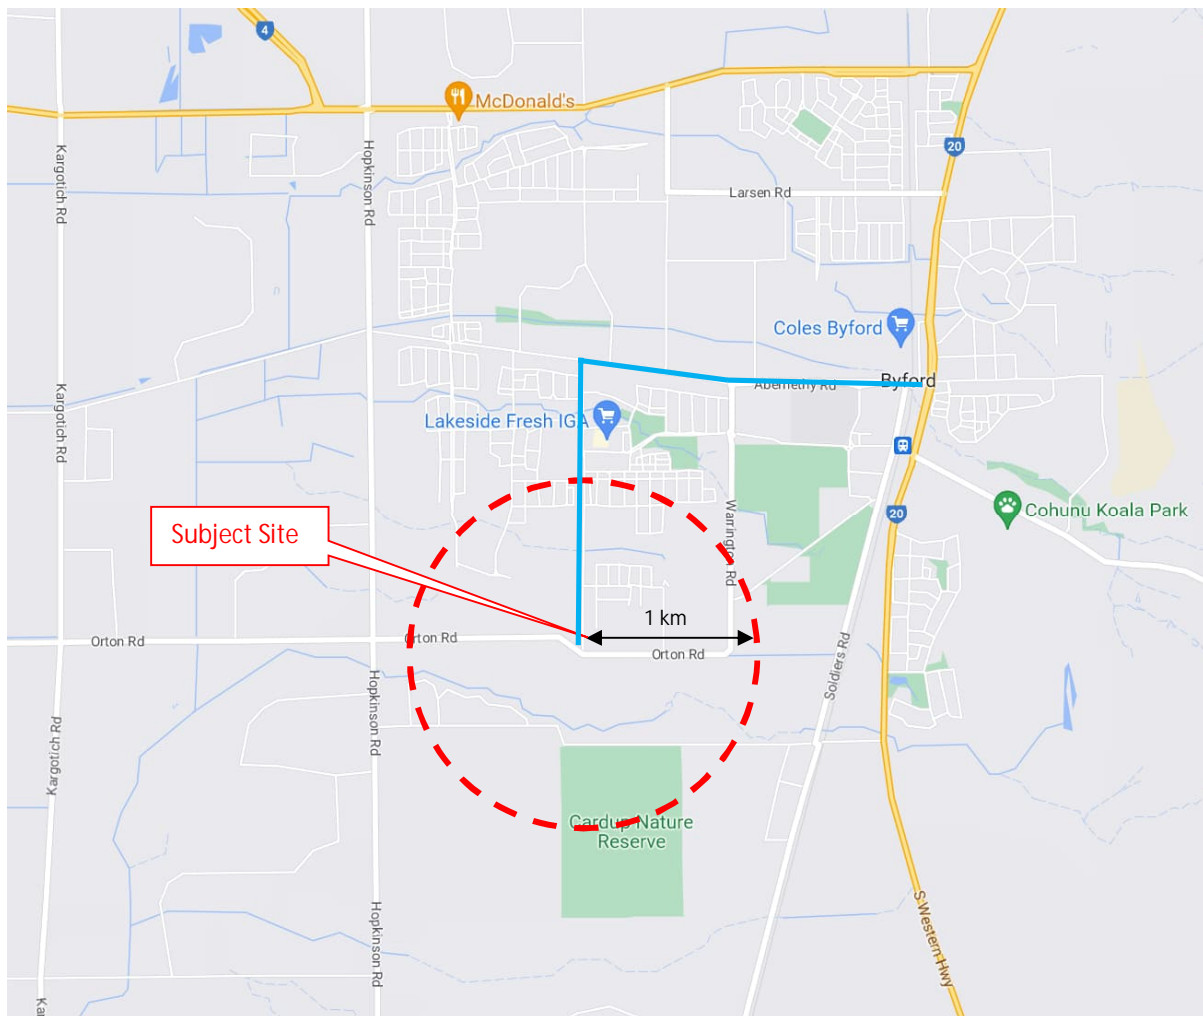 4
McDonald's
Kargotich Rd
Hopkinson Rd
20
Larsen Rd
Coles Byford
Byford
Abernethy Rd
Kargotich Rd
Lakeside Fresh IGA
Warrington Rd
20
Cohunu Koala Park
Subject Site
1 km
Orton Rd
Orton Rd
Orton Rd
Soldiers Rd
Hopkinson Rd
Kargotich Rd
Cardup Nature
Reserve
Hopkinson Rd
S Western Hwy
Ka